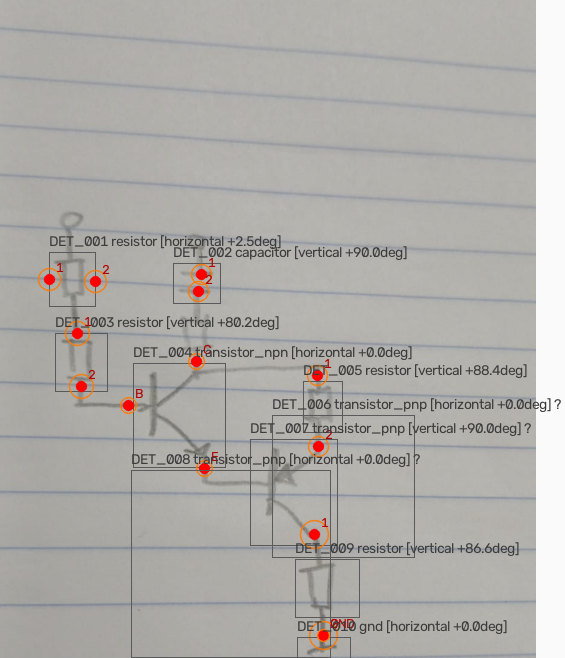 DET_001 resistor [horizontal +2.5deg]
DET_002 capacitor [vertical +90.0deg]
1
1 2
2
DET_003 resistor [vertical +80.2deg]
1
DET_004 transistor_npn [horizontal +0.0deg]
C
1
DET_005 resistor [vertical +88.4deg]
2
B
DET_006 transistor_pnp [horizontal +0.0deg] ?
DET_007 transistor_pnp [vertical +90.0deg] ?
2
E
DET_008 transistor_pnp [horizontal +0.0deg] ?
1
DET_009 resistor [vertical +86.6deg]
GND
DET_010 gnd [horizontal +0.0deg]